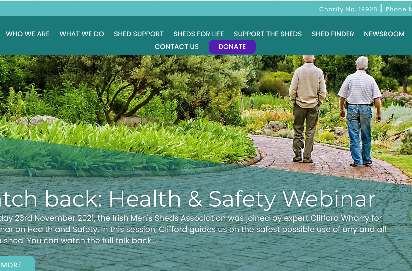 Charity No. 19928 | Phone
WHO WE ARE WHAT WE DO SHED SUPPORT SHEDS FOR LIFE SUPPORT THE SHEDS SHED FINDER NEWSROOM
CONTACT US DONATE
tch back: Health & Safety Webinar
day 23rd November 2021, the Irish Men's Sheds Association was joined by expert Clifford Wharry for
nar on Health and Safety. In this session, Clifford guides us on the safest possible use of any and all
shed. You can watch the full talk back...
MORE